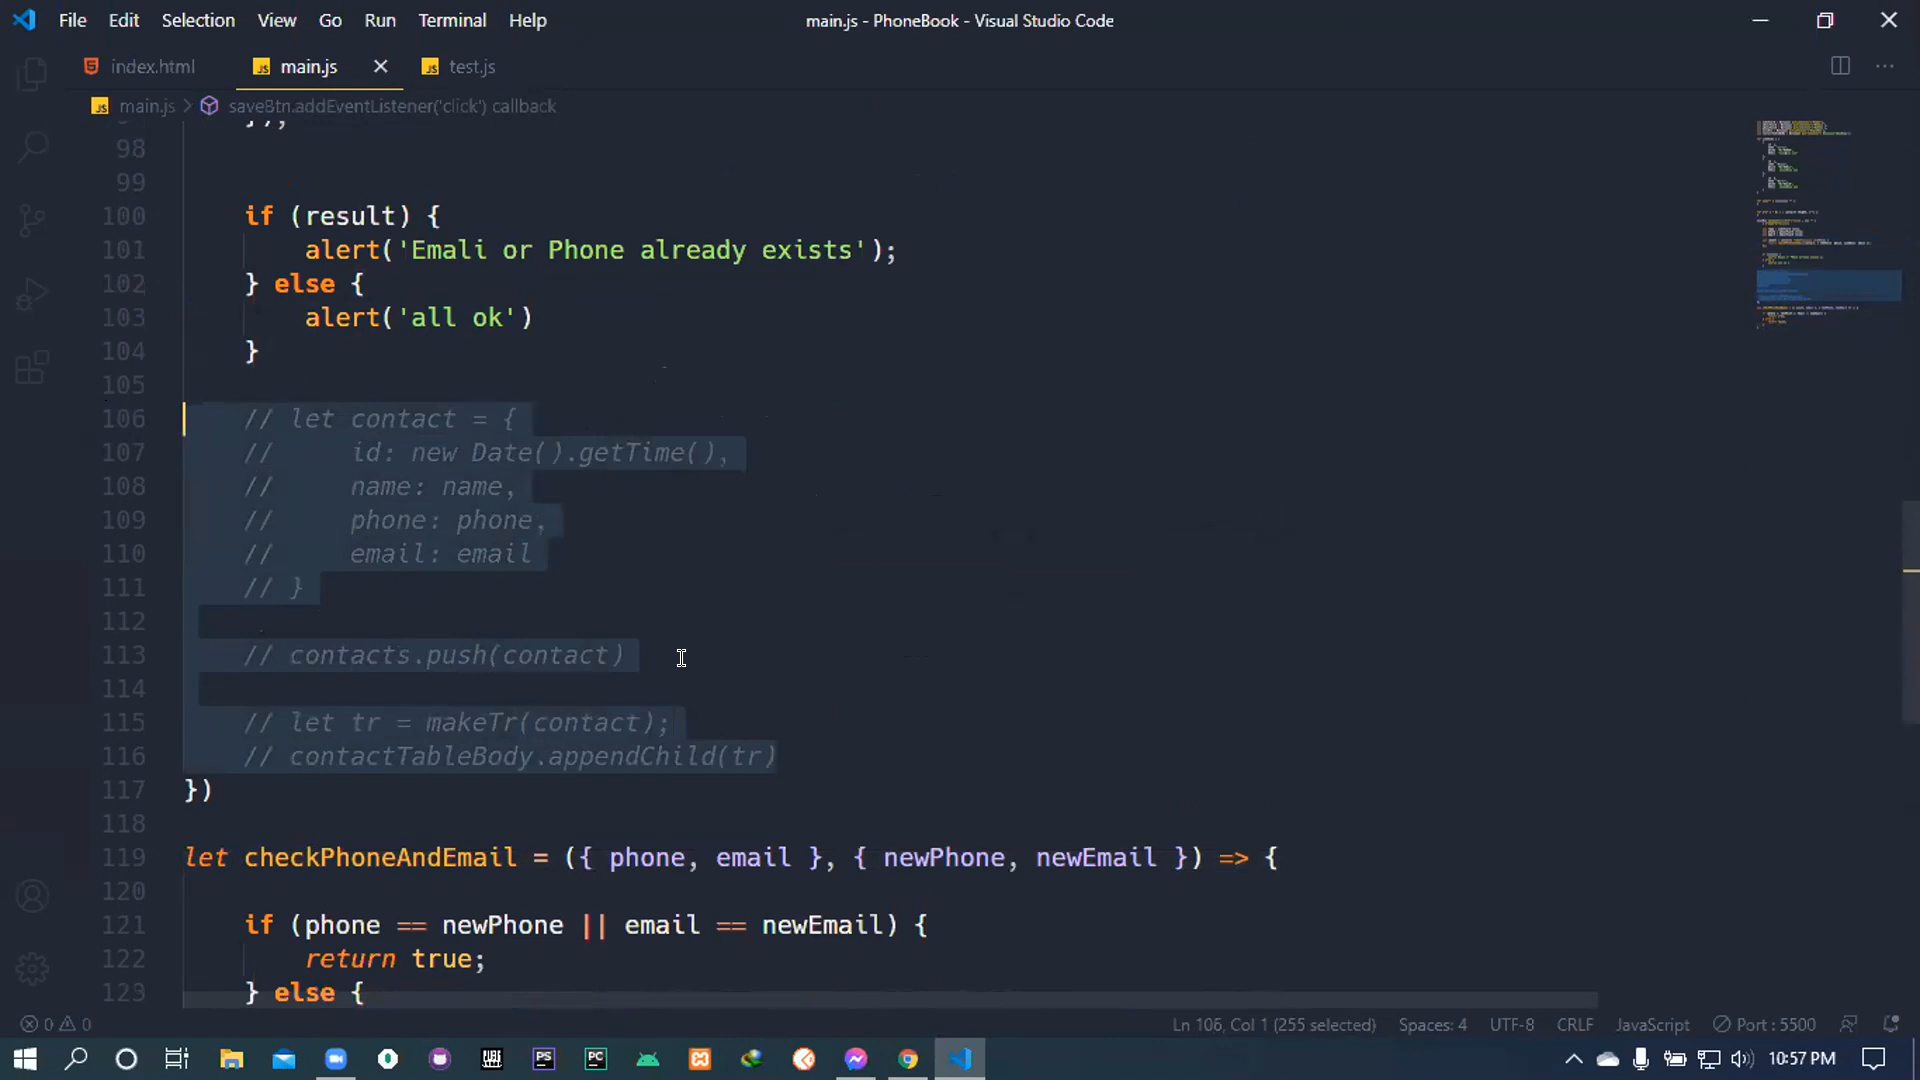 File Edit Selection View Go Run Terminal Help
main.js - PhoneBook - Visual Studio Code
index.html main.js test.js
main.js > saveBtn.addEventListener('click') callback
});
98
99
100 if (result) {
101 alert('Emali or Phone already exists');
102 } else {
103 alert('all ok')
104 }
105
106 // let contact = {
107 // id: new Date().getTime(),
108 // name: name,
109 // phone: phone,
110 // email: email
111 // }
112
113 // contacts.push(contact)
114
115 // let tr = makeTr(contact);
116 // contactTableBody.appendChild(tr)
117 })
118
119 let checkPhoneAndEmail = ({ phone, email }, { newPhone, newEmail }) => {
120
121 if (phone == newPhone || email == newEmail) {
122 return true;
123 } else {
0 0 Ln 106, Col 1 (255 selected) Spaces: 4 UTF-8 CRLF JavaScript Port : 5500
PS PC 10:57 PM